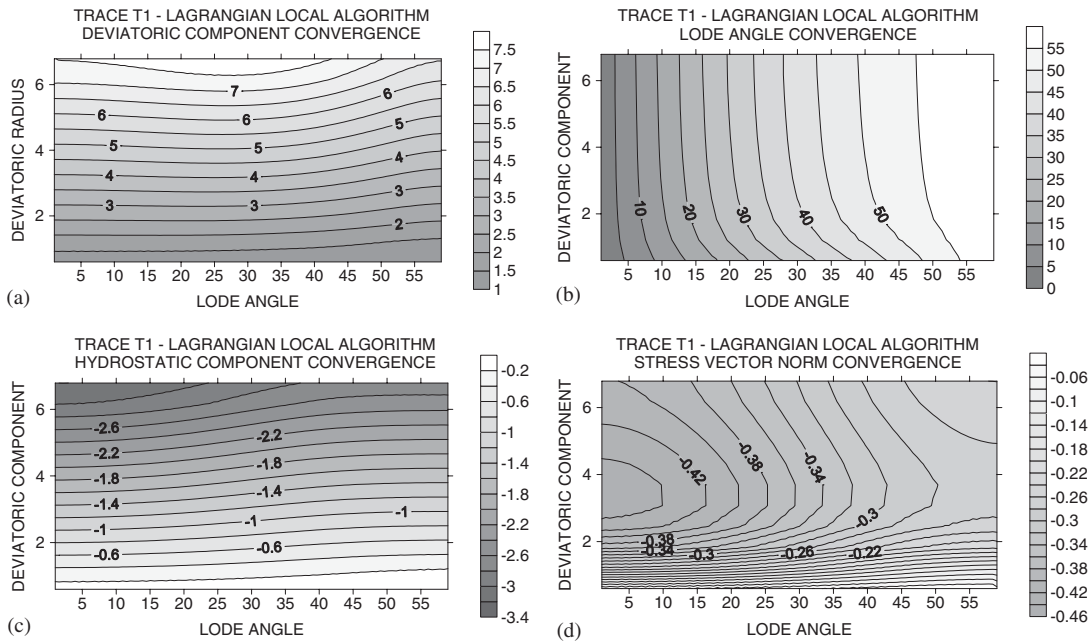 TRACE T1 - LAGRANGIAN LOCAL ALGORITHM
DEVIATORIC COMPONENT CONVERGENCE
DEVIATORIC RADIUS
6
4
2
7
6 6 6
5 5 5
4 4 4
3 3 3
2
5 10 15 20 25 30 35 40 45 50 55
LODE ANGLE
7.5
7
6.5
6
5.5
5
4.5
4
3.5
3
2.5
2
1.5
1
(a)
TRACE T1 - LAGRANGIAN LOCAL ALGORITHM
LODE ANGLE CONVERGENCE
DEVIATORIC COMPONENT
6
4
2
10 20 30 40 50
5 10 15 20 25 30 35 40 45 50 55
LODE ANGLE
55
50
45
40
35
30
25
20
15
10
5
0
(b)
TRACE T1 - LAGRANGIAN LOCAL ALGORITHM
HYDROSTATIC COMPONENT CONVERGENCE
DEVIATORIC COMPONENT
6
4
2
-2.6
-2.2 -2.2
-1.8 -1.8
-1.4 -1.4
-1 -1 -1
-0.6 -0.6
5 10 15 20 25 30 35 40 45 50 55
LODE ANGLE
-0.2
-0.6
-1
-1.4
-1.8
-2.2
-2.6
-3
-3.4
(c)
TRACE T1 - LAGRANGIAN LOCAL ALGORITHM
STRESS VECTOR NORM CONVERGENCE
DEVIATORIC COMPONENT
6
4
2
-0.42 -0.38 -0.34
-0.3
-0.38
-0.34 -0.3 -0.26 -0.22
5 10 15 20 25 30 35 40 45 50 55
LODE ANGLE
-0.06
-0.1
-0.14
-0.18
-0.22
-0.26
-0.3
-0.34
-0.38
-0.42
-0.46
(d)